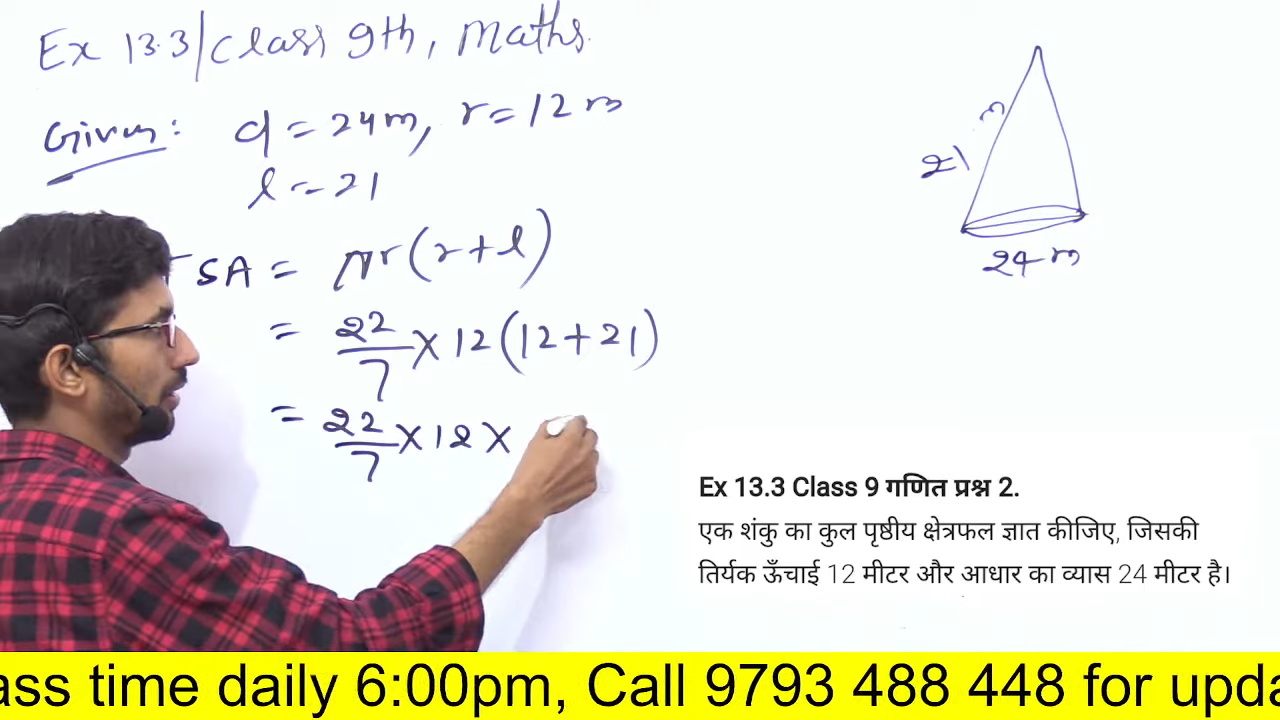 Ex 13.3/Class 9th, Maths.
Given: d = 24m, r = 12 m
l = 21
TSA = πr(r+l)
= 22/7 × 12 (12+21)
= 22/7 × 12 ×
21 m
24 m
Ex 13.3 Class 9 गणित प्रश्न 2.
एक शंकु का कुल पृष्ठीय क्षेत्रफल ज्ञात कीजिए, जिसकी
तिर्यक ऊँचाई 12 मीटर और आधार का व्यास 24 मीटर है।
ass time daily 6:00pm, Call 9793 488 448 for upda